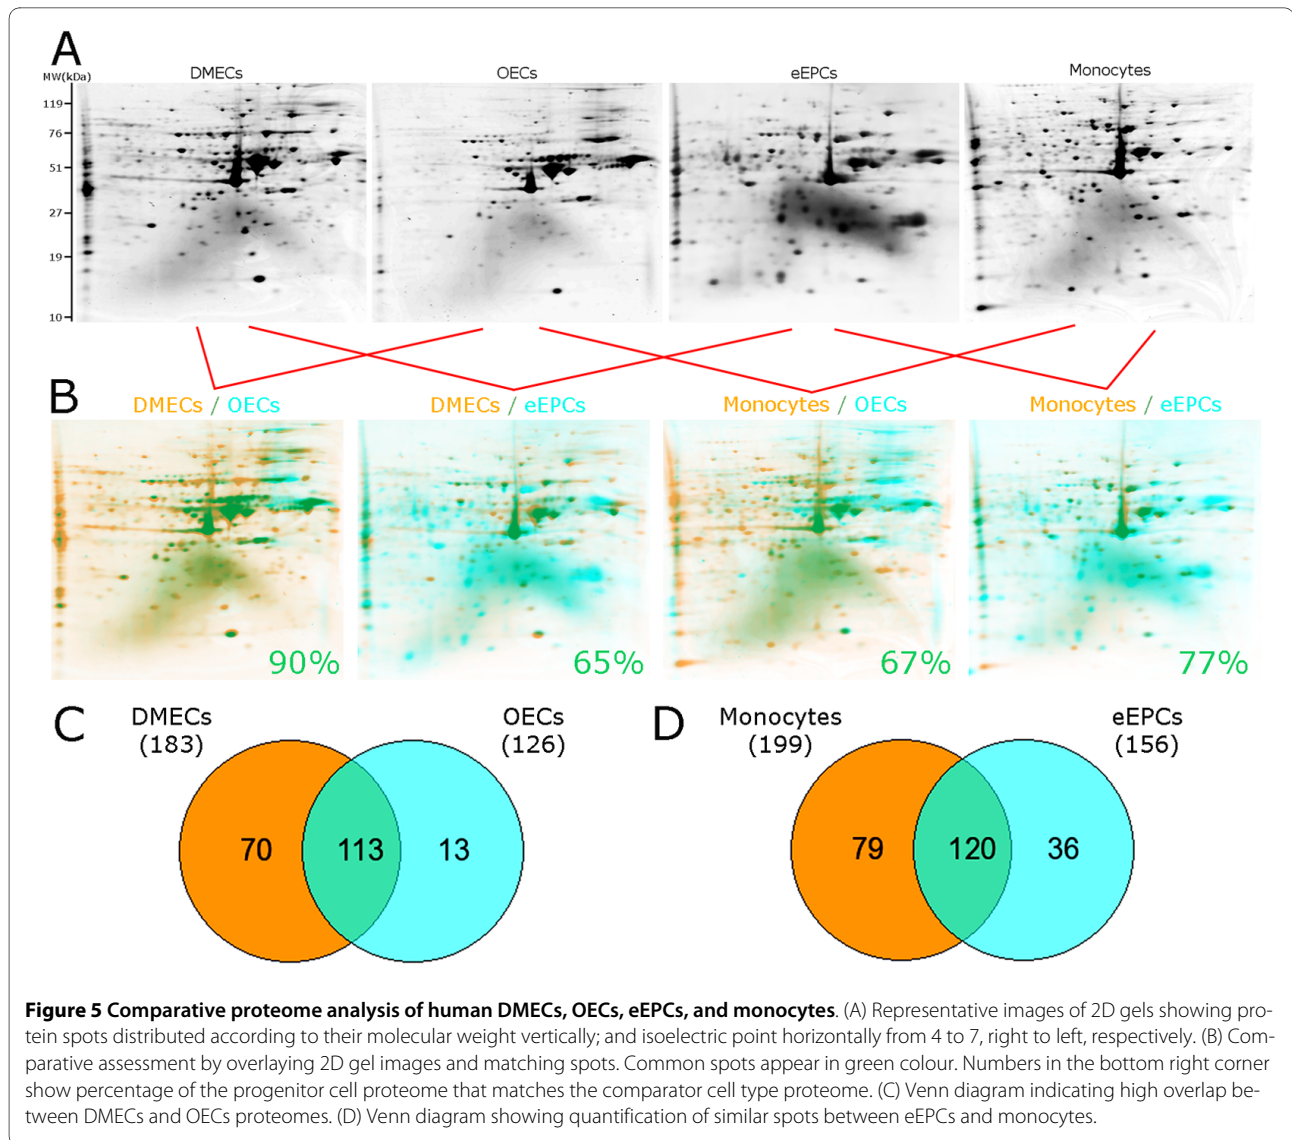 A
MW(kDa)
DMECs
OECs
eEPCs
Monocytes
119
76
51
27
19
10
B
DMECs / OECs
DMECs / eEPCs
Monocytes / OECs
Monocytes / eEPCs
90%
65%
67%
77%
C
DMECs
(183)
OECs
(126)
70
113
13
D
Monocytes
(199)
eEPCs
(156)
79
120
36
Figure 5 Comparative proteome analysis of human DMECs, OECs, eEPCs, and monocytes. (A) Representative images of 2D gels showing pro-
tein spots distributed according to their molecular weight vertically; and isoelectric point horizontally from 4 to 7, right to left, respectively. (B) Com-
parative assessment by overlaying 2D gel images and matching spots. Common spots appear in green colour. Numbers in the bottom right corner
show percentage of the progenitor cell proteome that matches the comparator cell type proteome. (C) Venn diagram indicating high overlap be-
tween DMECs and OECs proteomes. (D) Venn diagram showing quantification of similar spots between eEPCs and monocytes.